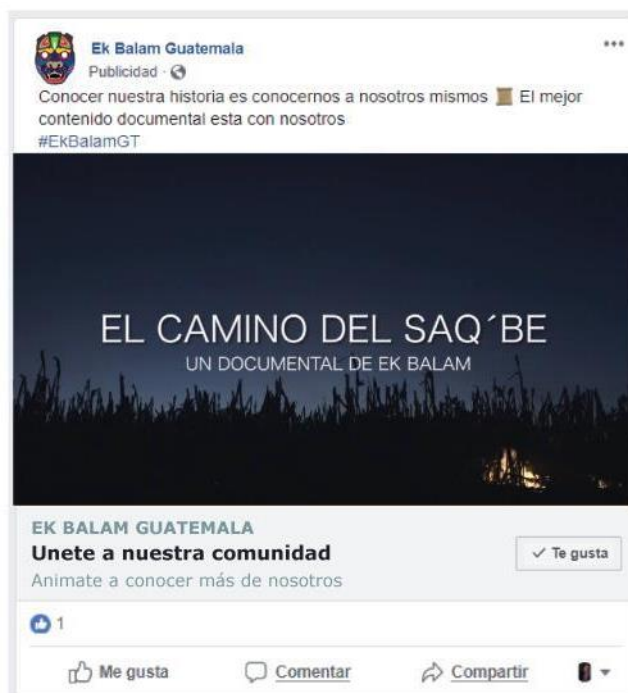 Ek Balam Guatemala
Publicidad ·
Conocer nuestra historia es conocernos a nosotros mismos 📜 El mejor
contenido documental esta con nosotros
#EkBalamGT
EL CAMINO DEL SAQ´BE
UN DOCUMENTAL DE EK BALAM
EK BALAM GUATEMALA
Unete a nuestra comunidad
Animate a conocer más de nosotros
Te gusta
1
Me gusta
Comentar
Compartir